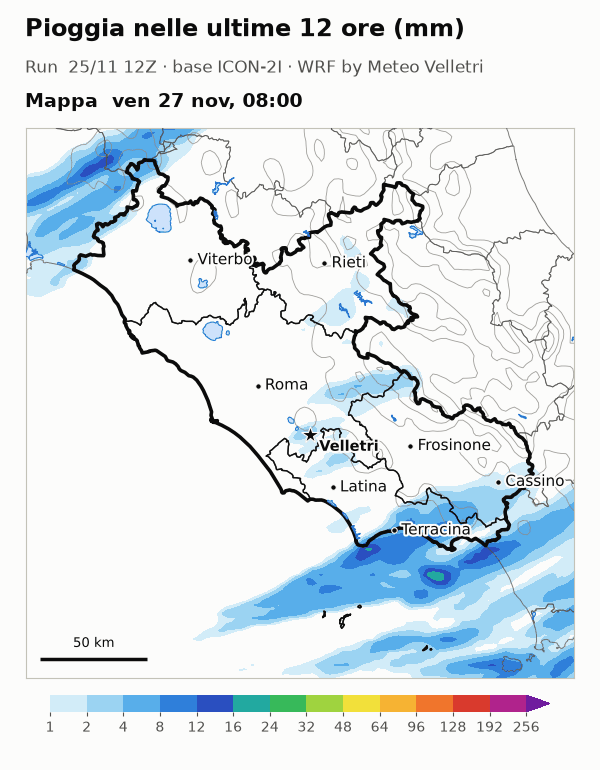 Pioggia nelle ultime 12 ore (mm)
Run  25/11 12Z · base ICON-2I · WRF by Meteo Velletri
Mappa  ven 27 nov, 08:00
Viterbo
Rieti
Roma
Velletri
Frosinone
Cassino
Latina
Terracina
50 km
1 2 4 8 12 16 24 32 48 64 96 128 192 256